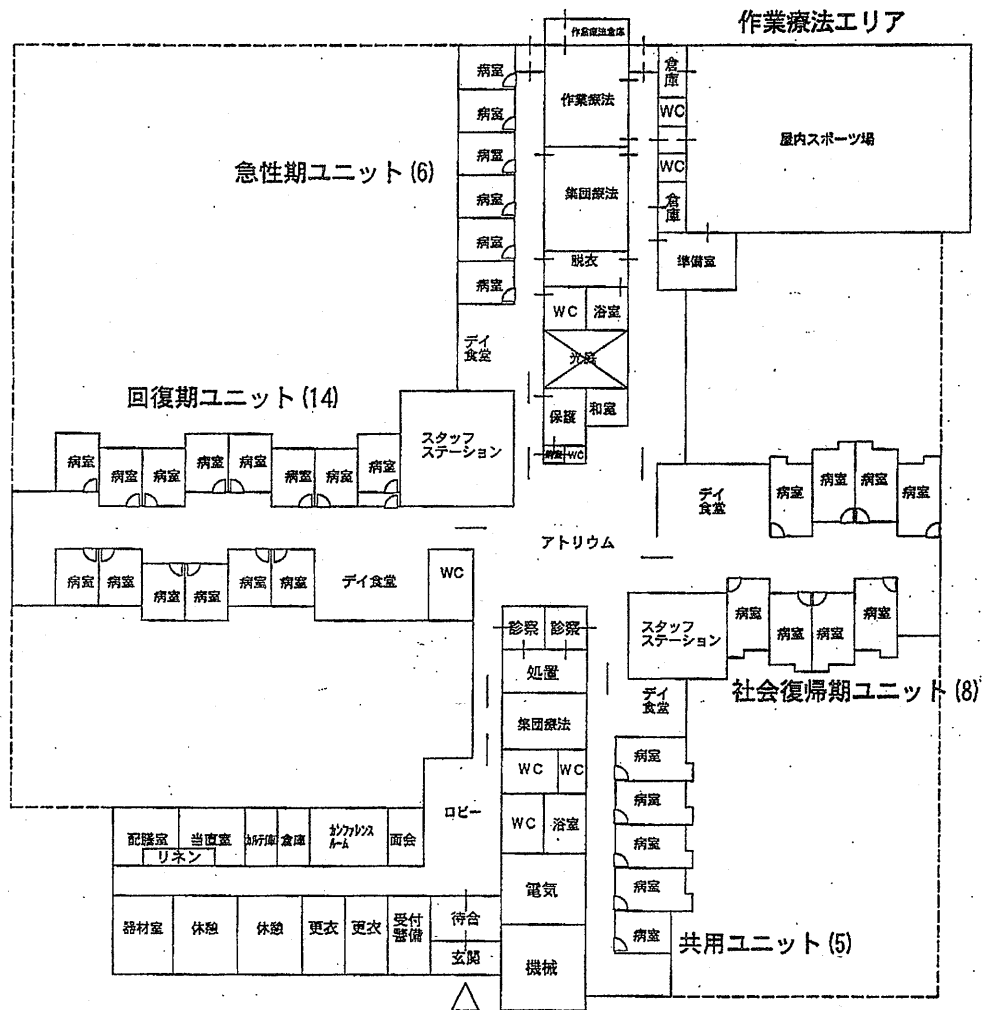 作業療法エリア
作業療法倉庫
病室
病室
病室
病室
病室
病室
作業療法
倉庫
WC
WC
倉庫
屋内スポーツ場
急性期ユニット(6)
集団療法
脱衣
準備室
WC
浴室
光庭
デイ
食堂
保護
和室
WC
回復期ユニット(14)
スタッフ
ステーション
病室
病室
病室
病室
病室
病室
病室
病室
デイ
食堂
病室
病室
病室
病室
アトリウム
病室
病室
病室
病室
病室
病室
デイ食堂
WC
診察
診察
処置
集団療法
WC
WC
WC
浴室
電気
機械
スタッフ
ステーション
病室
病室
病室
病室
社会復帰期ユニット(8)
デイ
食堂
病室
病室
病室
病室
病室
共用ユニット(5)
ロビー
配膳室
リネン
当直室
カルテ庫
倉庫
カンファレンス
ルーム
面会
器材室
休憩
休憩
更衣
更衣
受付
警備
待合
玄関